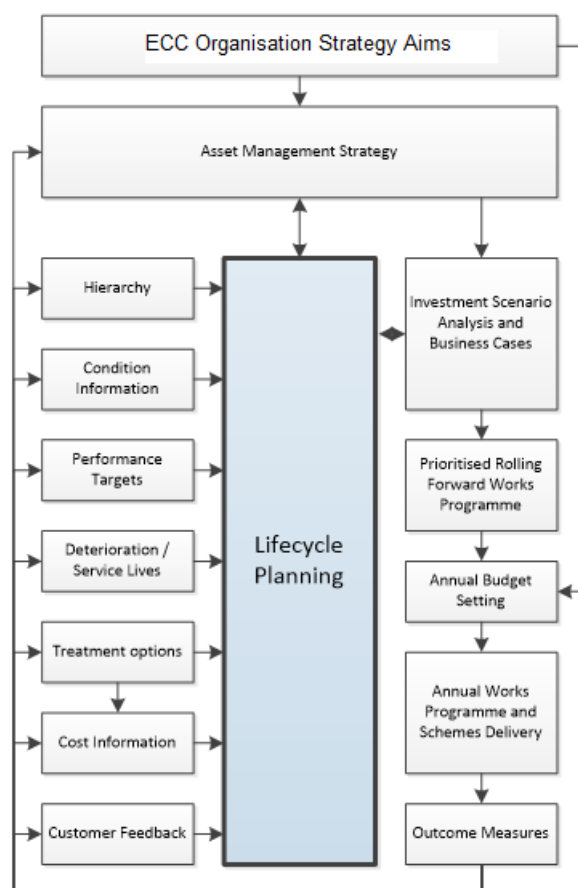 ECC Organisation Strategy Aims
Asset Management Strategy
Hierarchy
Condition
Information
Performance
Targets
Deterioration /
Service Lives
Treatment options
Cost Information
Customer Feedback
Lifecycle
Planning
Investment Scenario
Analysis and
Business Cases
Prioritised Rolling
Forward Works
Programme
Annual Budget
Setting
Annual Works
Programme and
Schemes Delivery
Outcome Measures